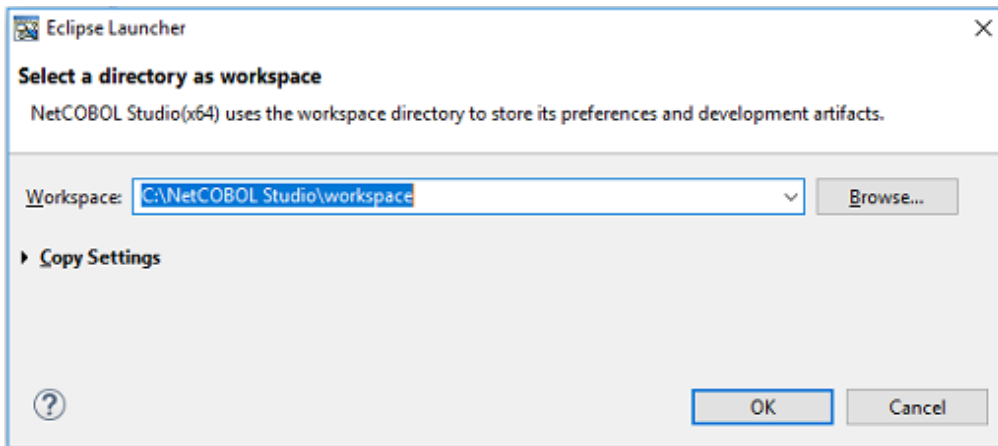 Eclipse Launcher
Select a directory as workspace
NetCOBOL Studio(x64) uses the workspace directory to store its preferences and development artifacts.
Workspace: C:\NetCOBOL Studio\workspace Browse...
Copy Settings
? OK Cancel